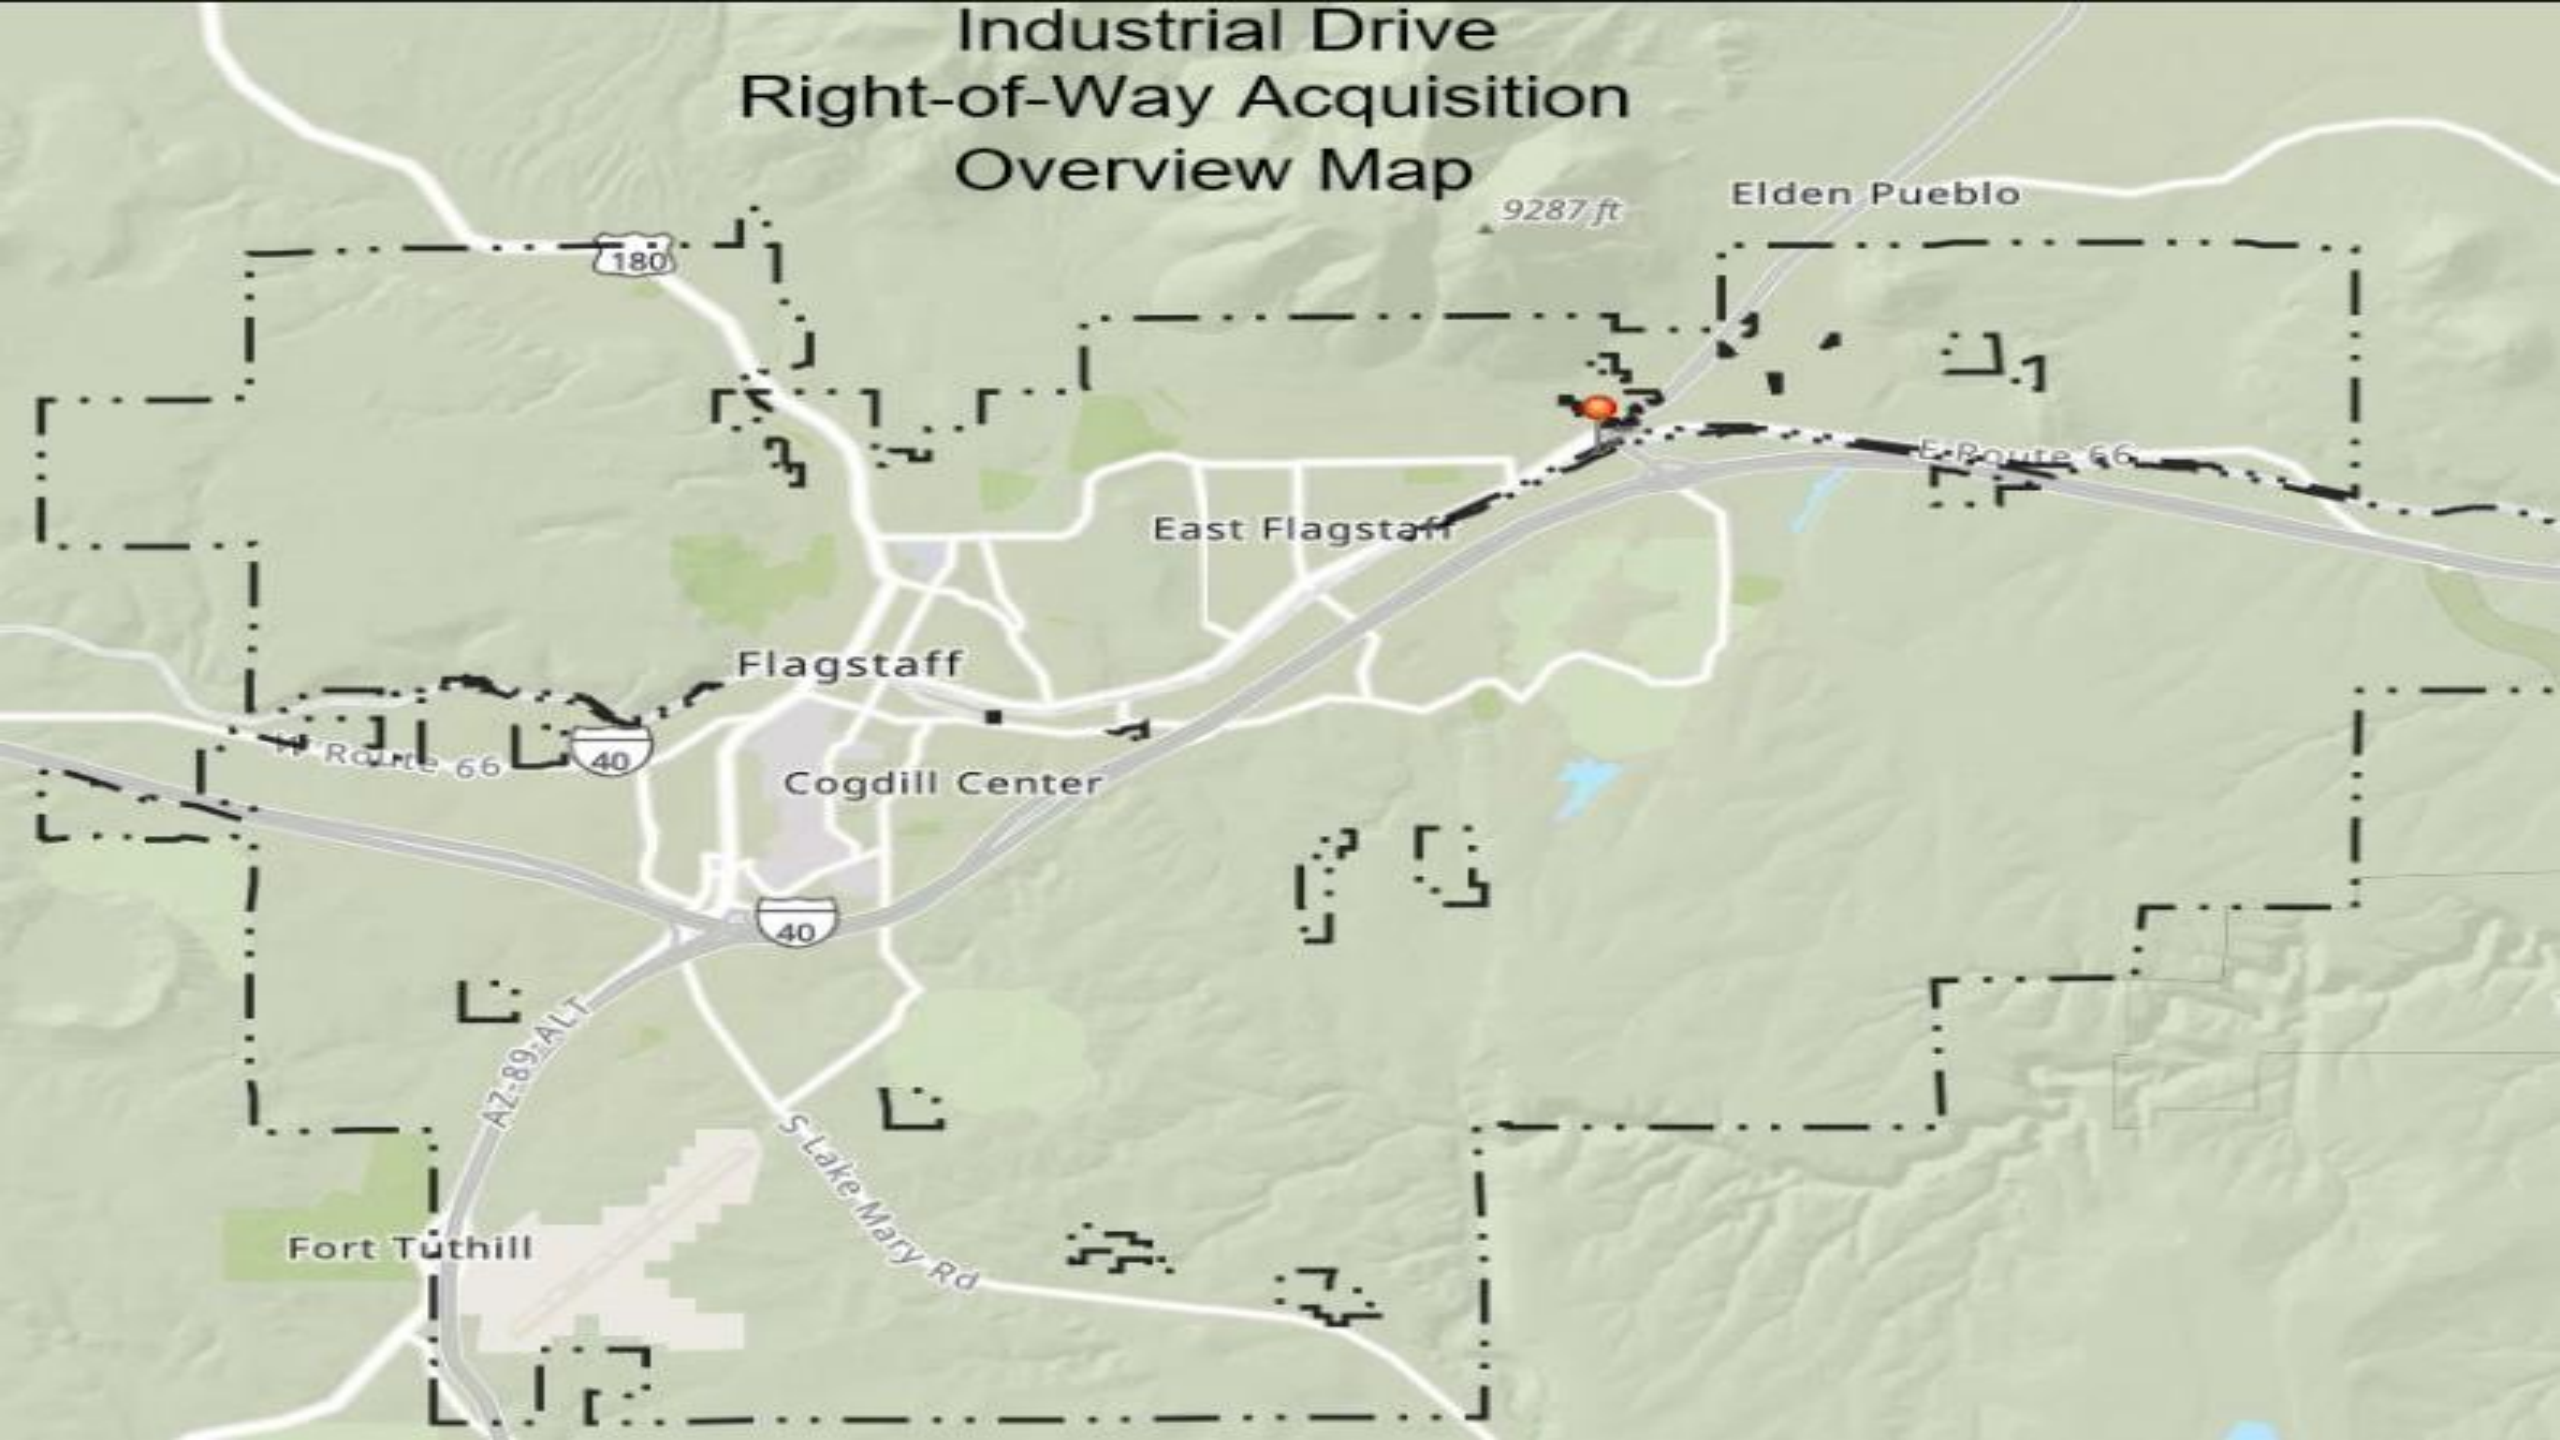 Industrial Drive
Right-of-Way Acquisition
Overview Map
Elden Pueblo
9287 ft
180
E Route 66
East Flagstaff
Flagstaff
W Route 66
40
Cogdill Center
40
AZ-89-ALT
S Lake Mary Rd
Fort Tuthill